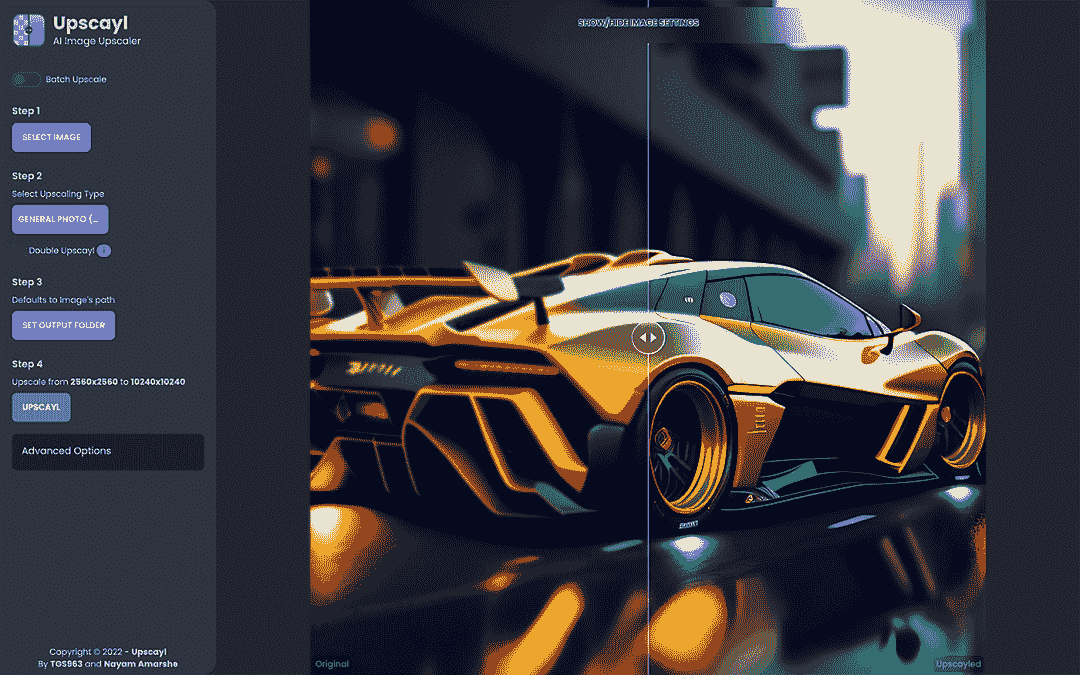 Upscayl
AI Image Upscaler
Batch Upscale
Step 1
SELECT IMAGE
Step 2
Select Upscaling Type
GENERAL PHOTO (...
Double Upscayl i
Step 3
Defaults to Image's path
SET OUTPUT FOLDER
Step 4
Upscale from 2560x2560 to 10240x10240
UPSCAYL
Advanced Options
Copyright © 2022 - Upscayl
By TGS963 and Nayam Amarshe
SHOW/HIDE IMAGE SETTINGS
Original
Upscayled